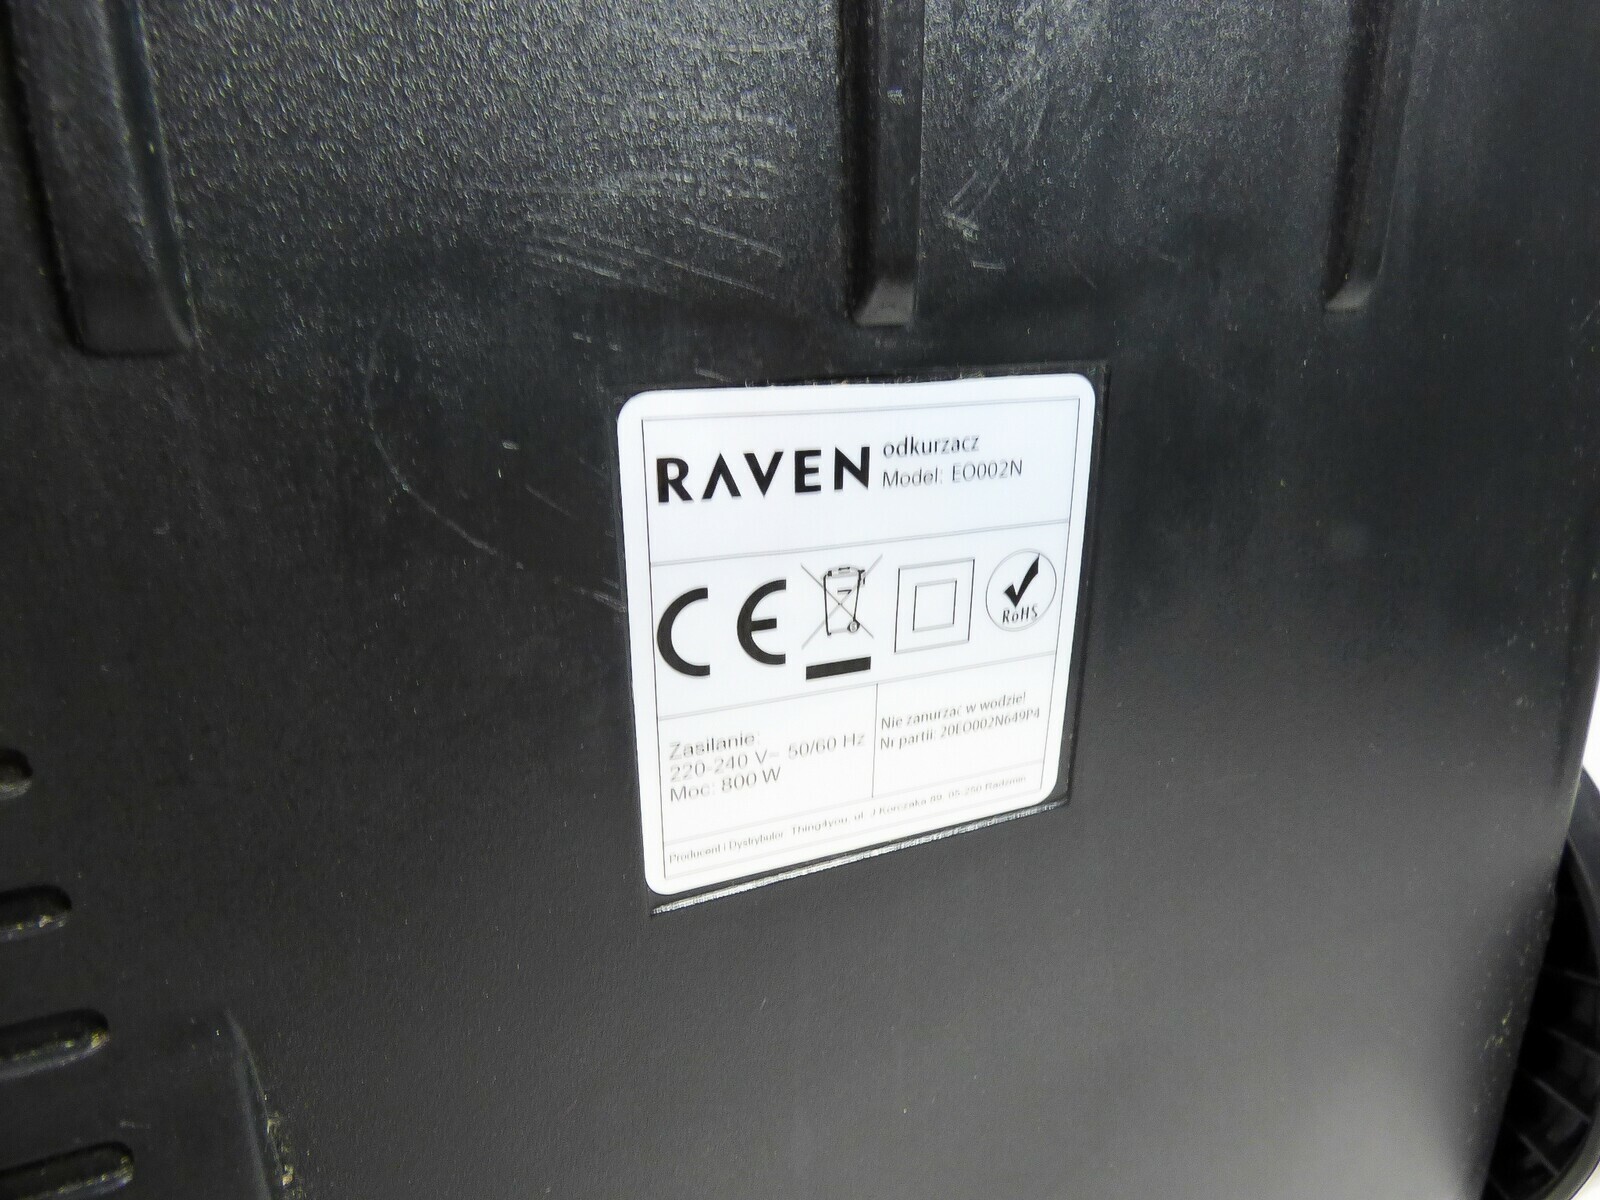 RAVEN odkurzacz
Model: EO002N
CE
RoHS
Zasilanie:
220-240 V~ 50/60 Hz
Moc: 800 W
Nie zanurzać w wodzie!
Nr partii: 20EO002N649P4
Producent i Dystrybutor: Thing4you, ul. J Korczaka 89, 05-250 Radzmin